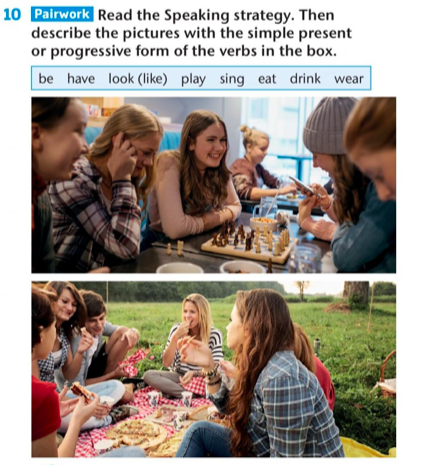 10 Pairwork Read the Speaking strategy. Then
describe the pictures with the simple present
or progressive form of the verbs in the box.
be have look (like) play sing eat drink wear